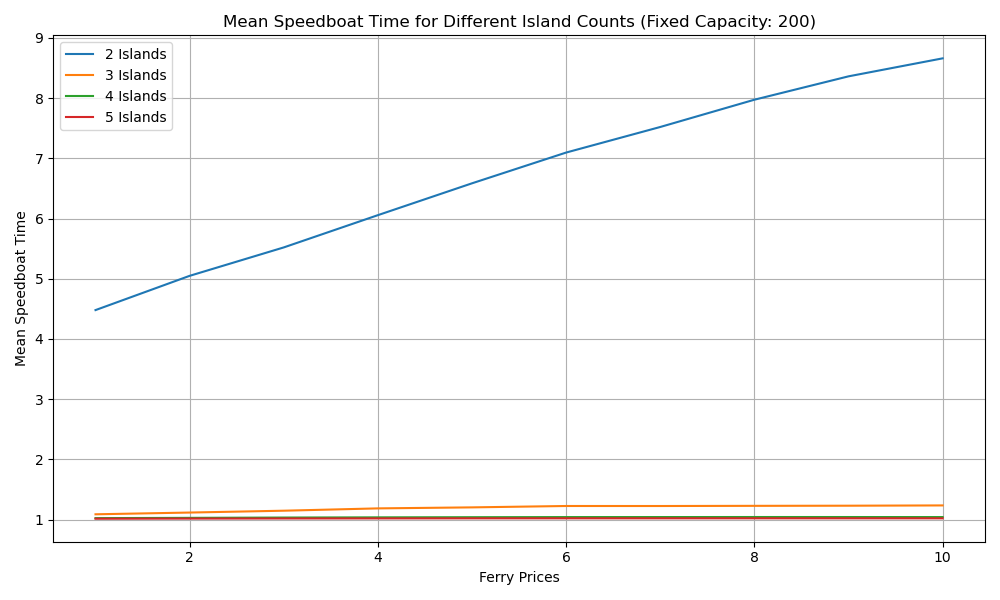 Mean Speedboat Time for Different Island Counts (Fixed Capacity: 200)
2 Islands
3 Islands
4 Islands
5 Islands
Mean Speedboat Time
9
8
7
6
5
4
3
2
1
2 4 6 8 10
Ferry Prices